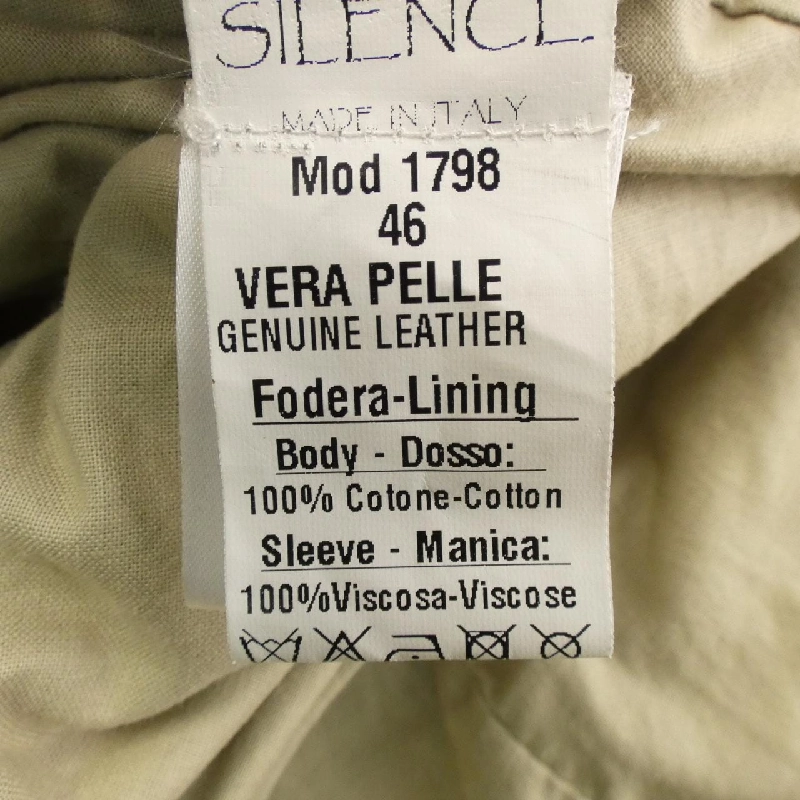 SILENCE
MADE IN ITALY
Mod 1798
46
VERA PELLE
GENUINE LEATHER
Fodera-Lining
Body - Dosso:
100% Cotone-Cotton
Sleeve - Manica:
100%Viscosa-Viscose